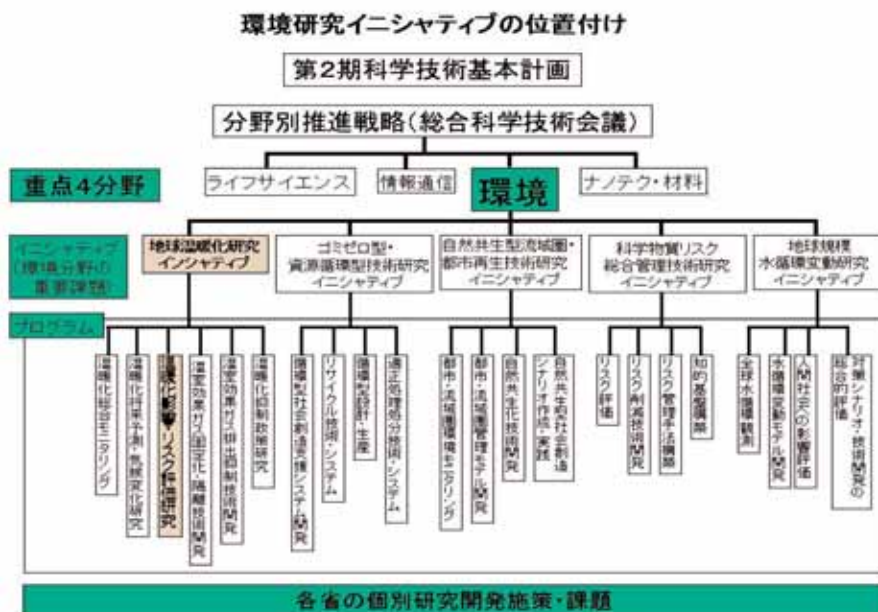 環境研究イニシャティブの位置付け
第2期科学技術基本計画
分野別推進戦略(総合科学技術会議)
重点4分野
ライフサイエンス
情報通信
環境
ナノテク・材料
イニシャティブ
(環境分野の
重要課題)
地球温暖化研究
インシャティブ
ゴミゼロ型・
資源循環型技術研究
イニシャティブ
自然共生型流域圏・
都市再生技術研究
イニシャティブ
科学物質リスク
総合管理技術研究
イニシャティブ
地球規模
水循環変動研究
イニシャティブ
プログラム
温暖化総合モニタリング
温暖化将来予測・気候変化研究
温暖化影響・リスク評価研究
温室効果ガス固定化・隔離技術開発
温室効果ガス排出抑制技術開発
温暖化抑制政策研究
循環型社会創造支援システム開発
リサイクル技術・システム
循環型設計・生産
適正処理処分技術・システム
都市・流域圏環境モニタリング
都市・流域圏管理モデル開発
自然共生化技術開発
自然共生型社会創造
シナリオ作成・実践
リスク評価
リスク削減技術開発
リスク管理手法構築
知的基盤構築
全球水循環観測
水循環変動モデル開発
人間社会への影響評価
対策シナリオ・技術開発の
総合的評価
各省の個別研究開発施策・課題